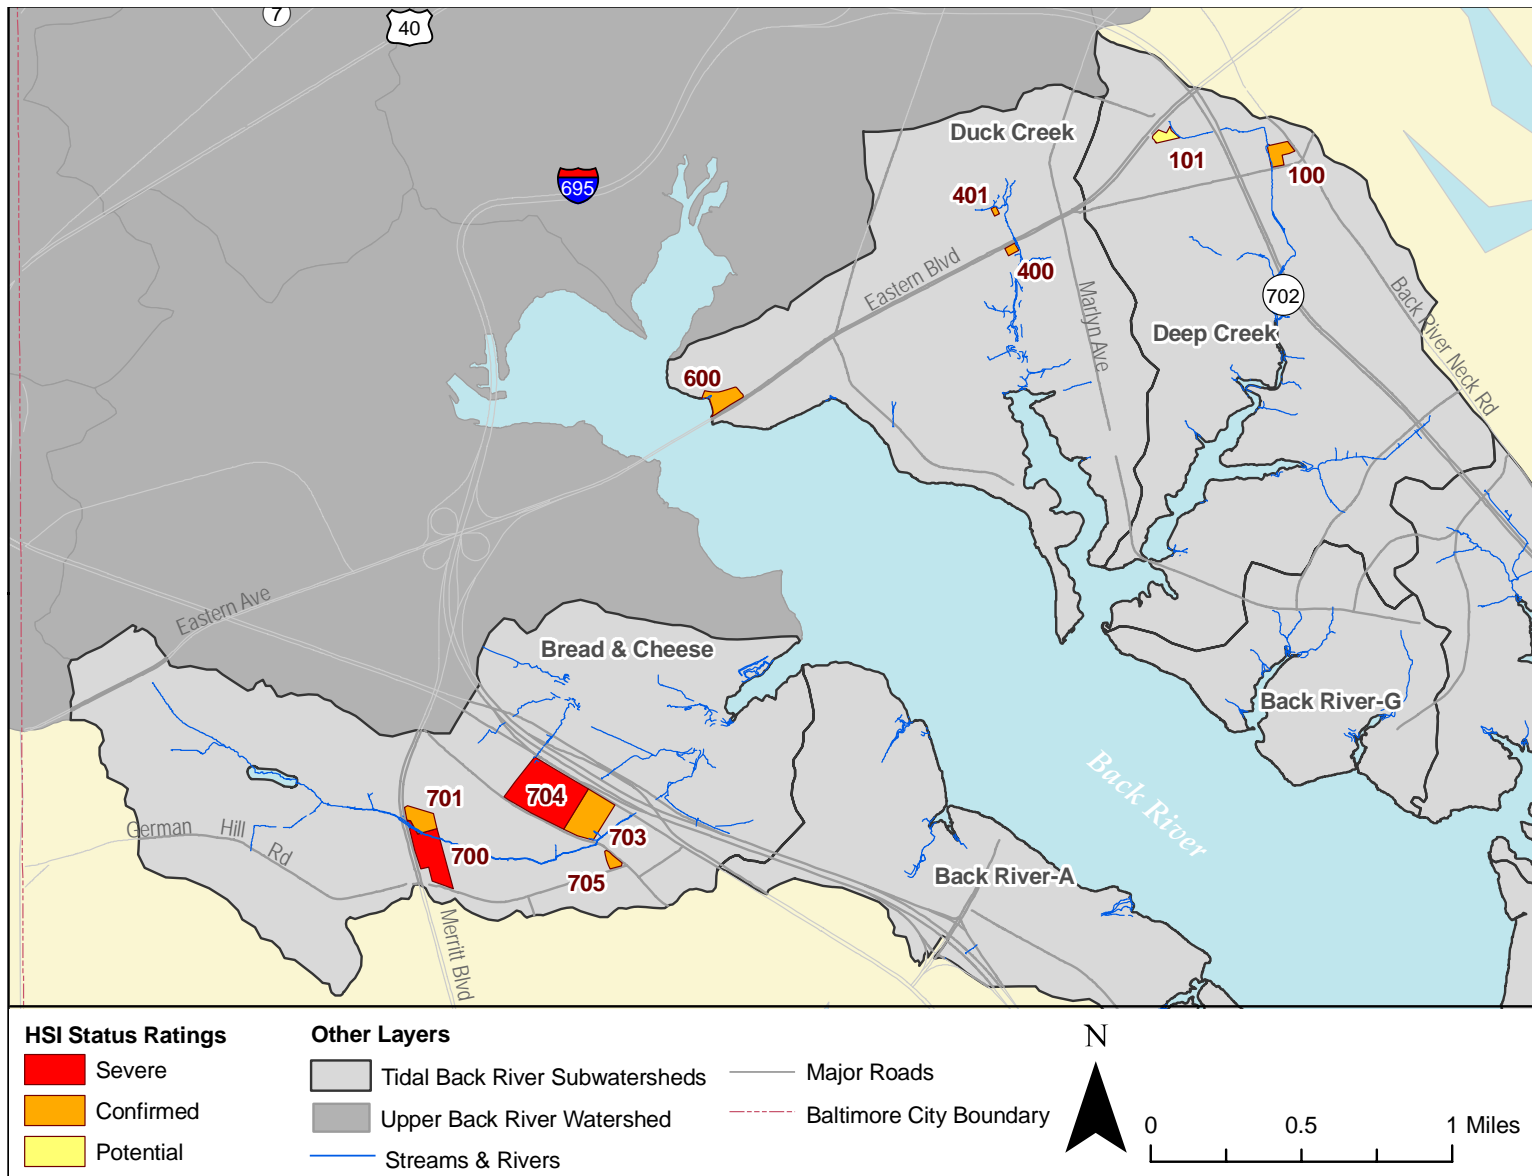 7
40
695
Duck Creek
101
100
401
400
Eastern Blvd
Marlyn Ave
702
Back River Neck Rd
Deep Creek
600
Eastern Ave
Bread & Cheese
Back River-G
Back River
701
704
703
German Hill Rd
700
705
Back River-A
Merritt Blvd
HSI Status Ratings
Severe
Confirmed
Potential
Other Layers
Tidal Back River Subwatersheds
Upper Back River Watershed
Streams & Rivers
Major Roads
Baltimore City Boundary
N
0 0.5 1 Miles